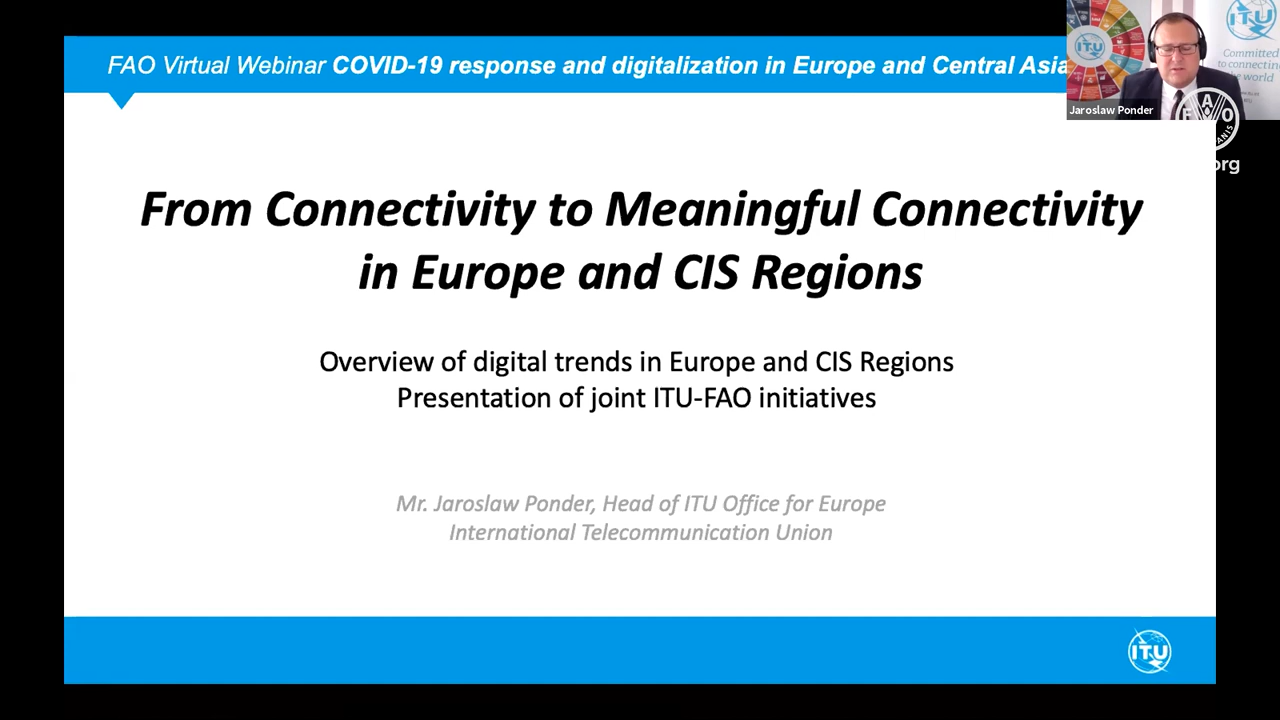 FAO Virtual Webinar COVID-19 response and digitalization in Europe and Central Asia
ITU
ITU
Committed
to connecting
the world
Jaroslaw Ponder
F A O
PANIS
org
From Connectivity to Meaningful Connectivity
in Europe and CIS Regions
Overview of digital trends in Europe and CIS Regions
Presentation of joint ITU-FAO initiatives
Mr. Jaroslaw Ponder, Head of ITU Office for Europe
International Telecommunication Union
ITU